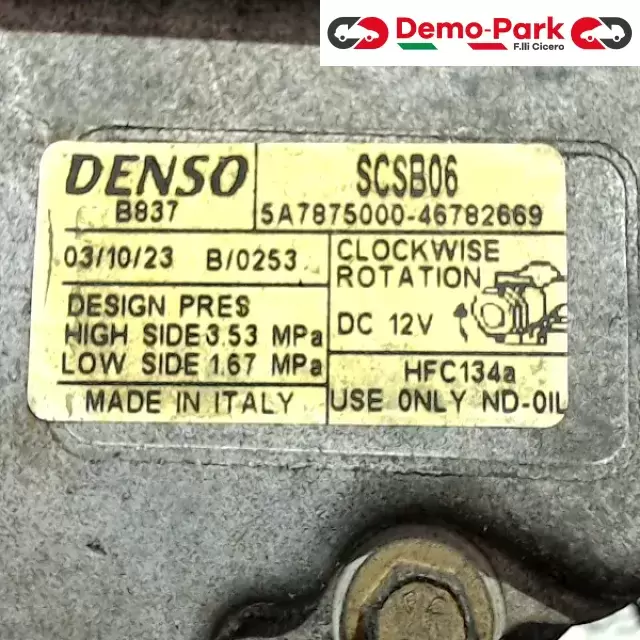 Demo-Park
F.lli Cicero
DENSO
B837
SCSB06
5A7875000-46782669
03/10/23 B/0253
CLOCKWISE
ROTATION
DC 12V
DESIGN PRES
HIGH SIDE 3.53 MPa
LOW SIDE 1.67 MPa
HFC134a
MADE IN ITALY
USE ONLY ND-OIL